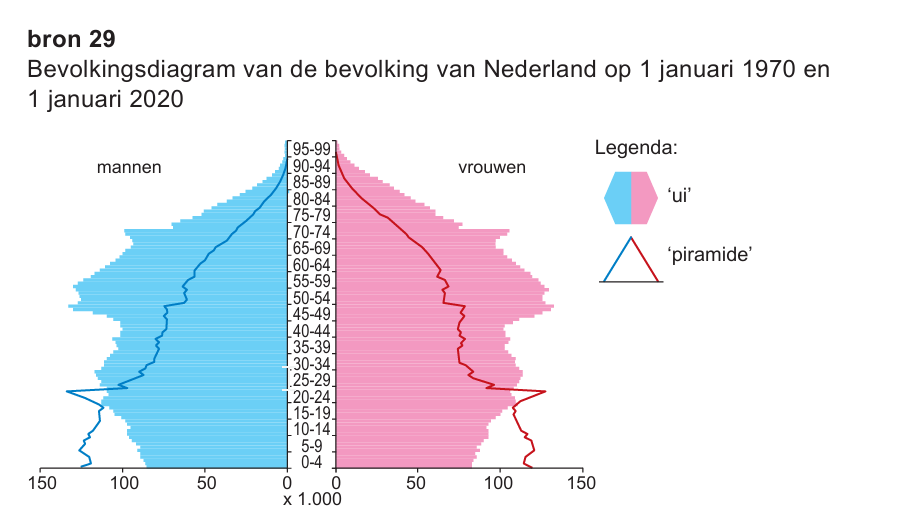 bron 29
Bevolkingsdiagram van de bevolking van Nederland op 1 januari 1970 en
1 januari 2020
mannen
vrouwen
95-99
90-94
85-89
80-84
75-79
70-74
65-69
60-64
55-59
50-54
45-49
40-44
35-39
30-34
25-29
20-24
15-19
10-14
5-9
0-4
150 100 50 0 0 50 100 150
x 1.000
Legenda:
‘ui’
‘piramide’